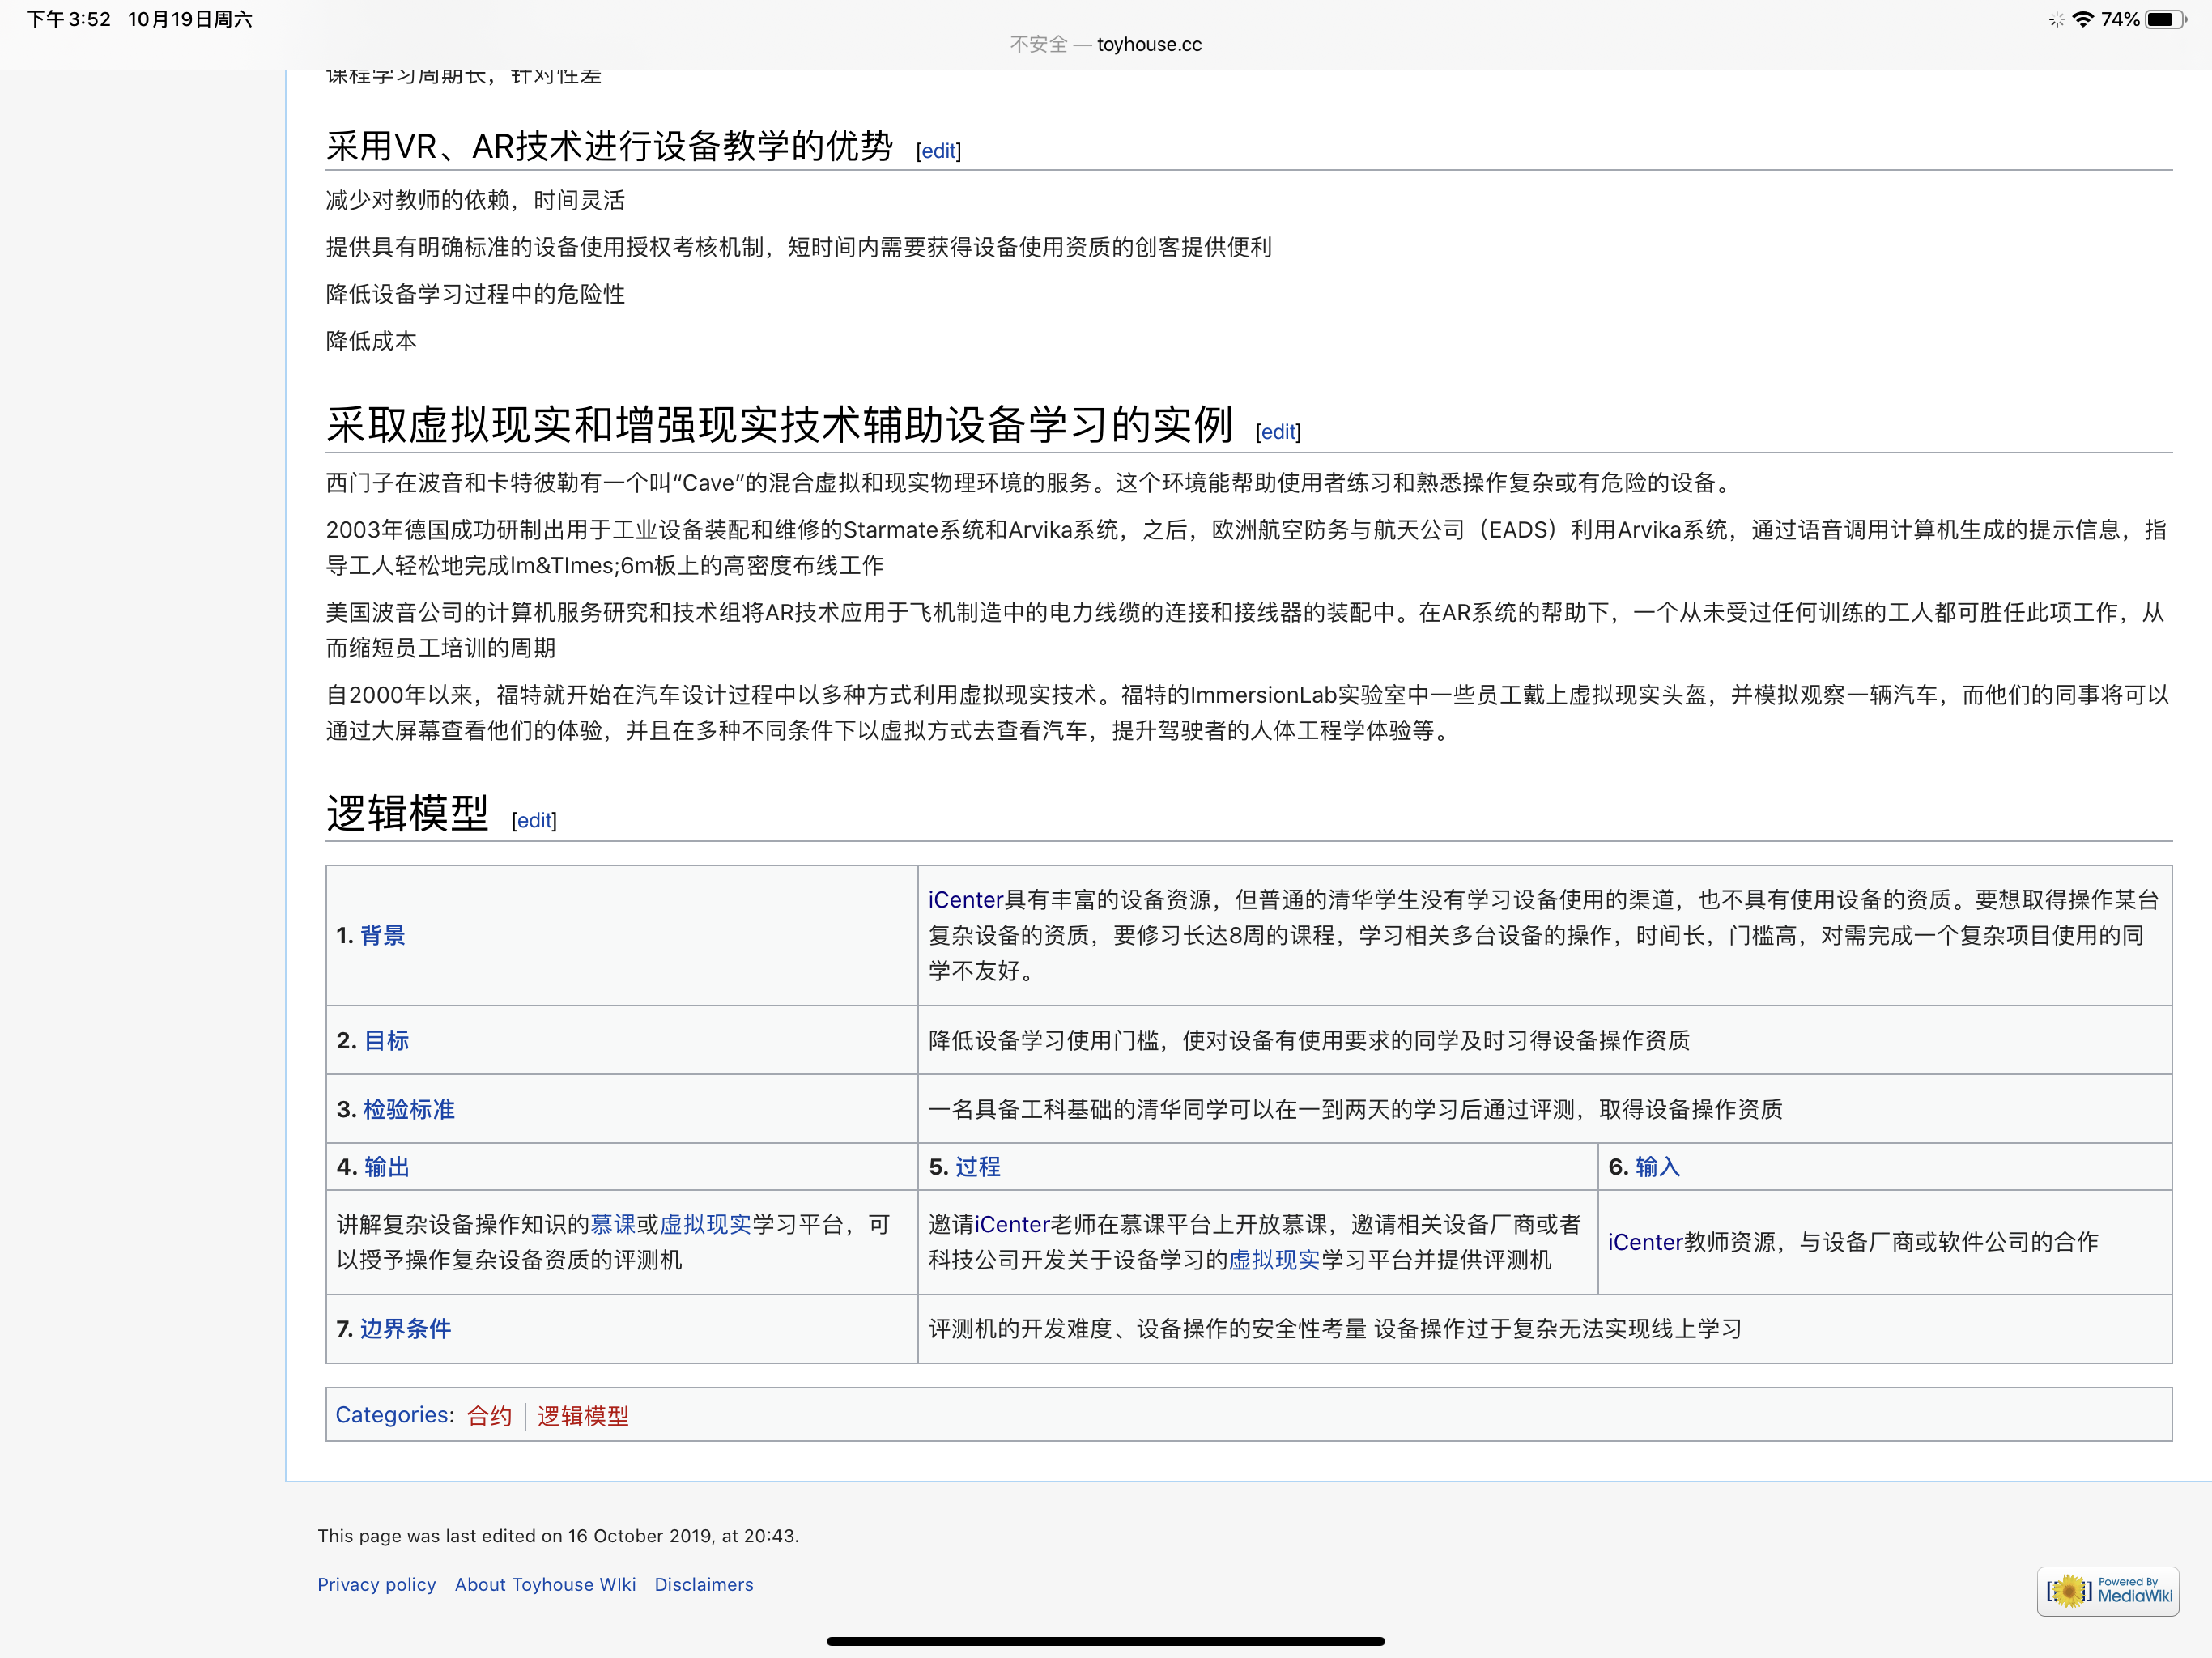 下午3:52 10月19日周六
74%
不安全 — toyhouse.cc
课程学习周期长，针对性差
采用VR、AR技术进行设备教学的优势 [edit]
减少对教师的依赖，时间灵活
提供具有明确标准的设备使用授权考核机制，短时间内需要获得设备使用资质的创客提供便利
降低设备学习过程中的危险性
降低成本
采取虚拟现实和增强现实技术辅助设备学习的实例 [edit]
西门子在波音和卡特彼勒有一个叫“Cave”的混合虚拟和现实物理环境的服务。这个环境能帮助使用者练习和熟悉操作复杂或有危险的设备。
2003年德国成功研制出用于工业设备装配和维修的Starmate系统和Arvika系统，之后，欧洲航空防务与航天公司（EADS）利用Arvika系统，通过语音调用计算机生成的提示信息，指
导工人轻松地完成lm&TImes;6m板上的高密度布线工作
美国波音公司的计算机服务研究和技术组将AR技术应用于飞机制造中的电力线缆的连接和接线器的装配中。在AR系统的帮助下，一个从未受过任何训练的工人都可胜任此项工作，从
而缩短员工培训的周期
自2000年以来，福特就开始在汽车设计过程中以多种方式利用虚拟现实技术。福特的ImmersionLab实验室中一些员工戴上虚拟现实头盔，并模拟观察一辆汽车，而他们的同事将可以
通过大屏幕查看他们的体验，并且在多种不同条件下以虚拟方式去查看汽车，提升驾驶者的人体工程学体验等。
逻辑模型 [edit]
1. 背景
iCenter具有丰富的设备资源，但普通的清华学生没有学习设备使用的渠道，也不具有使用设备的资质。要想取得操作某台
复杂设备的资质，要修习长达8周的课程，学习相关多台设备的操作，时间长，门槛高，对需完成一个复杂项目使用的同
学不友好。
2. 目标
降低设备学习使用门槛，使对设备有使用要求的同学及时习得设备操作资质
3. 检验标准
一名具备工科基础的清华同学可以在一到两天的学习后通过评测，取得设备操作资质
4. 输出
5. 过程
6. 输入
讲解复杂设备操作知识的慕课或虚拟现实学习平台，可
以授予操作复杂设备资质的评测机
邀请iCenter老师在慕课平台上开放慕课，邀请相关设备厂商或者
科技公司开发关于设备学习的虚拟现实学习平台并提供评测机
iCenter教师资源，与设备厂商或软件公司的合作
7. 边界条件
评测机的开发难度、设备操作的安全性考量 设备操作过于复杂无法实现线上学习
Categories: 合约 | 逻辑模型
This page was last edited on 16 October 2019, at 20:43.
Privacy policy About Toyhouse WIki Disclaimers
Powered By
MediaWiki